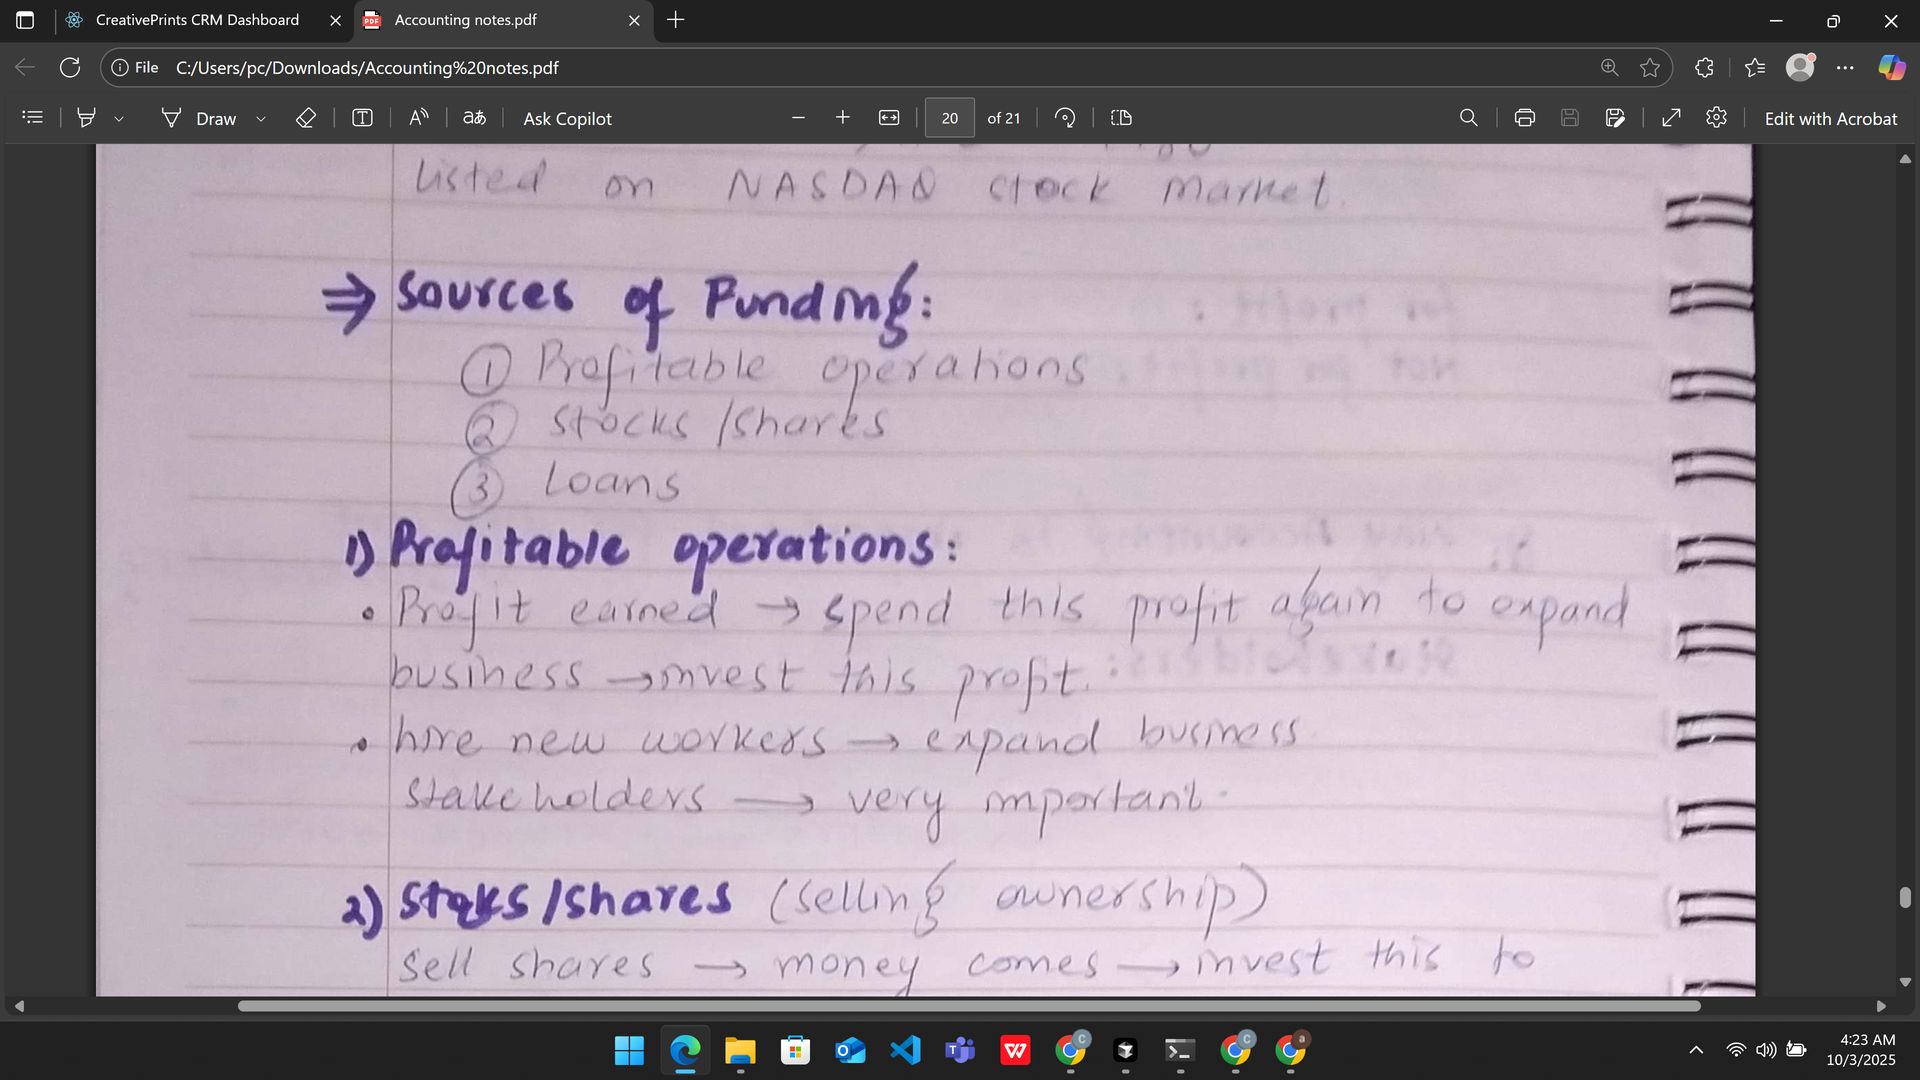 CreativePrints CRM Dashboard
Accounting notes.pdf
File C:/Users/pc/Downloads/Accounting%20notes.pdf
Draw
Ask Copilot
20 of 21
Edit with Acrobat
listed on NASDAQ stock market.
⇒ Sources of Funding:
① Profitable operations
② Stocks /shares
③ Loans
1) Profitable operations:
• Profit earned → spend this profit again to expand
business → invest this profit.
• hire new workers → expand business
stakeholders → very important.
2) Stocks/shares (selling ownership)
sell shares → money comes → invest this to
4:23 AM
10/3/2025